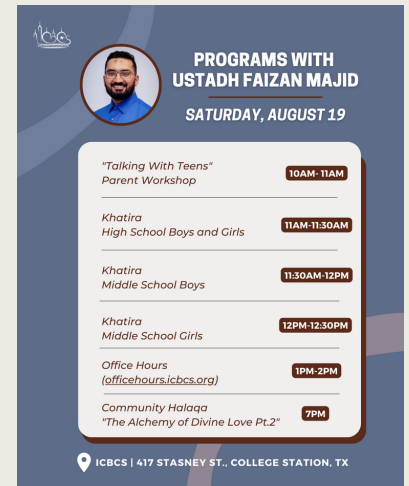 PROGRAMS WITH
USTADH FAIZAN MAJID
SATURDAY, AUGUST 19
"Talking With Teens"
Parent Workshop
10AM- 11AM
Khatira
High School Boys and Girls
11AM-11:30AM
Khatira
Middle School Boys
11:30AM-12PM
Khatira
Middle School Girls
12PM-12:30PM
Office Hours
(officehours.icbcs.org)
1PM-2PM
Community Halaqa
"The Alchemy of Divine Love Pt.2"
7PM
ICBCS | 417 STASNEY ST., COLLEGE STATION, TX